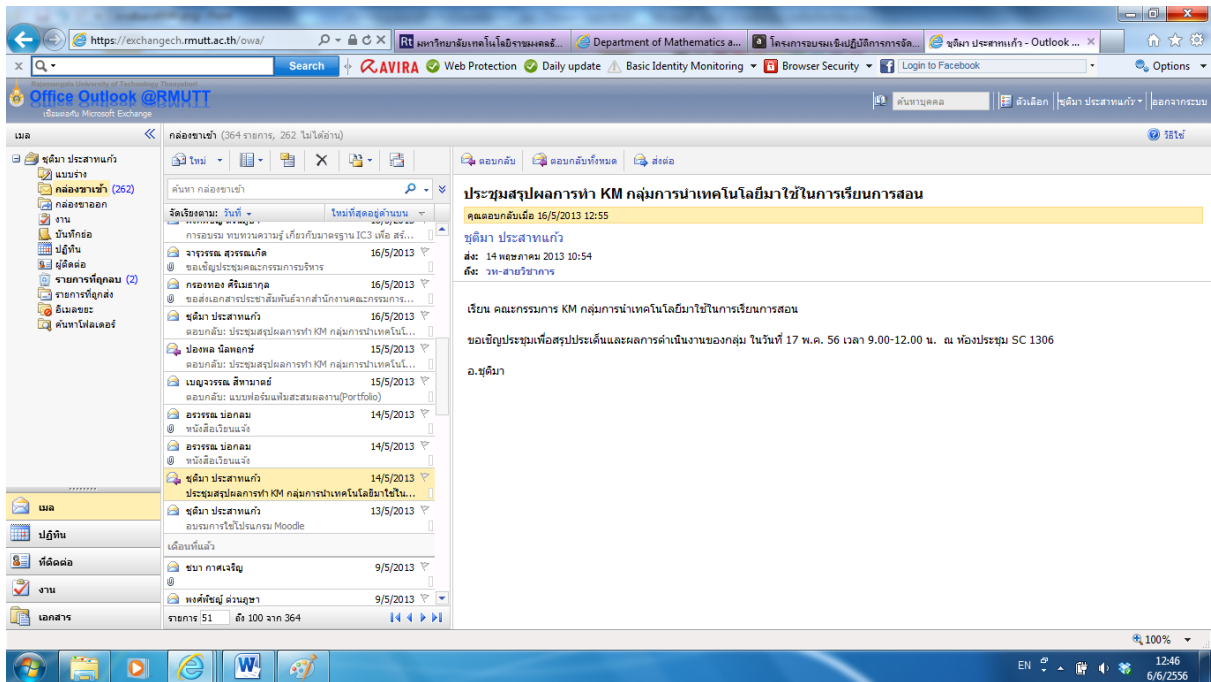 https://exchangech.rmutt.ac.th/owa/
มหาวิทยาลัยเทคโนโลยีราชมงคลธั...
Department of Mathematics a...
โครงการอบรมเชิงปฏิบัติการการจัด...
ชุติมา ประสาทแก้ว - Outlook ...
Search
AVIRA
Web Protection
Daily update
Basic Identity Monitoring
Browser Security
Login to Facebook
Options
Rajamangala University of Technology Thanyaburi
Office Outlook @RMUTT
เชื่อมต่อกับ Microsoft Exchange
ค้นหาบุคคล
ตัวเลือก
ชุติมา ประสาทแก้ว
ออกจากระบบ
เมล
กล่องขาเข้า (364 รายการ, 262 ไม่ได้อ่าน)
วิธีใช้
ชุติมา ประสาทแก้ว
แบบร่าง
กล่องขาเข้า (262)
กล่องขาออก
งาน
บันทึกย่อ
ปฏิทิน
ผู้ติดต่อ
รายการที่ถูกลบ (2)
รายการที่ถูกส่ง
อีเมลขยะ
ค้นหาโฟลเดอร์
เมล
ปฏิทิน
ที่ติดต่อ
งาน
เอกสาร
ใหม่
ค้นหา กล่องขาเข้า
จัดเรียงตาม: วันที่
ใหม่ที่สุดอยู่ด้านบน
การอบรม ทบทวนความรู้ เกี่ยวกับมาตรฐาน IC3 เพื่อ สร้...
จารุวรรณ สุวรรณเกิด 16/5/2013
ขอเชิญประชุมคณะกรรมการบริหาร
กรองทอง ศิริเมธากุล 16/5/2013
ขอส่งเอกสารประชาสัมพันธ์จากสำนักงานคณะกรรมการ...
ชุติมา ประสาทแก้ว 16/5/2013
ตอบกลับ: ประชุมสรุปผลการทำ KM กลุ่มการนำเทคโนโ...
ปองพล นิลพฤกษ์ 15/5/2013
ตอบกลับ: ประชุมสรุปผลการทำ KM กลุ่มการนำเทคโนโ...
เบญจวรรณ สีหามาตย์ 15/5/2013
ตอบกลับ: แบบฟอร์มแฟ้มสะสมผลงาน(Portfolio)
อรวรรณ บ่อกลม 14/5/2013
หนังสือเวียนแจ้ง
อรวรรณ บ่อกลม 14/5/2013
หนังสือเวียนแจ้ง
ชุติมา ประสาทแก้ว 14/5/2013
ประชุมสรุปผลการทำ KM กลุ่มการนำเทคโนโลยีมาใช้ใน...
ชุติมา ประสาทแก้ว 13/5/2013
อบรมการใช้โปรแกรม Moodle
เดือนที่แล้ว
ชบา กาศเจริญ 9/5/2013
พงศ์พิชญ์ ต่วนภูษา 9/5/2013
รายการ 51 ถึง 100 จาก 364
ตอบกลับ
ตอบกลับทั้งหมด
ส่งต่อ
ประชุมสรุปผลการทำ KM กลุ่มการนำเทคโนโลยีมาใช้ในการเรียนการสอน
คุณตอบกลับเมื่อ 16/5/2013 12:55
ชุติมา ประสาทแก้ว
ส่ง: 14 พฤษภาคม 2013 10:54
ถึง: วท-สายวิชาการ
เรียน คณะกรรมการ KM กลุ่มการนำเทคโนโลยีมาใช้ในการเรียนการสอน
ขอเชิญประชุมเพื่อสรุปประเด็นและผลการดำเนินงานของกลุ่ม ในวันที่ 17 พ.ค. 56 เวลา 9.00-12.00 น. ณ ห้องประชุม SC 1306
อ.ชุติมา
100%
EN
12:46
6/6/2556